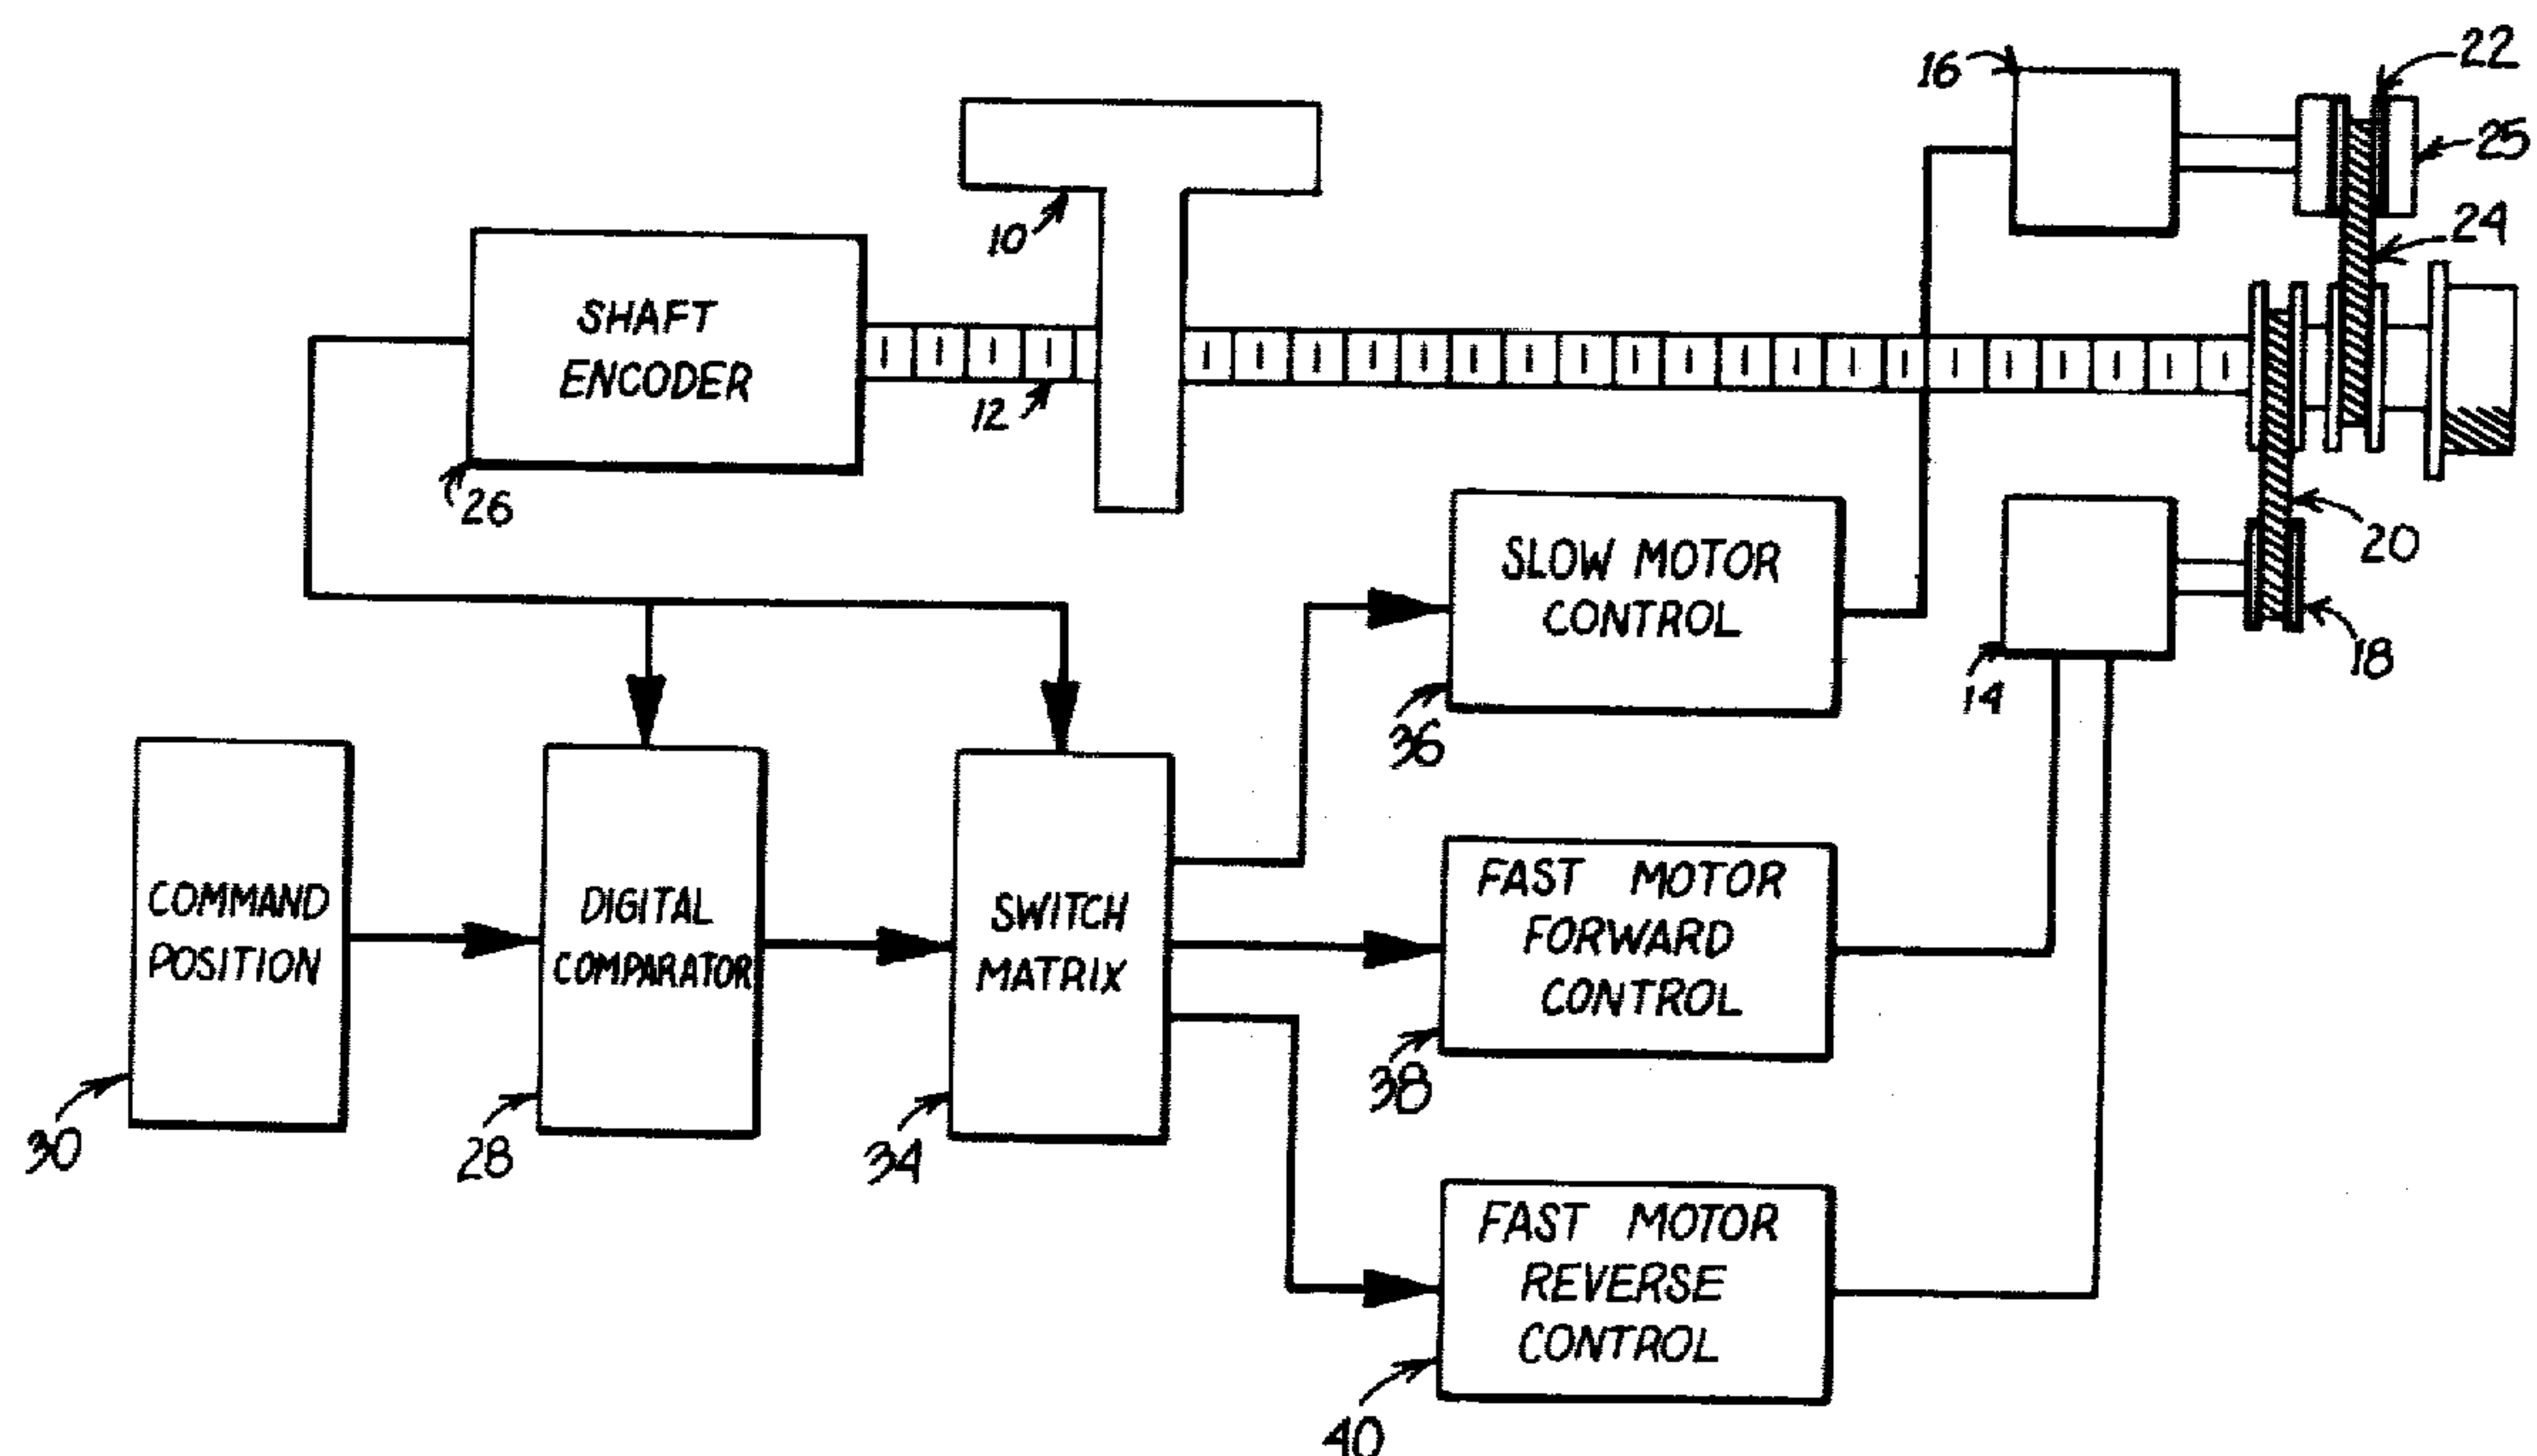 16
22
25
10
24
SHAFT
ENCODER
12
26
20
SLOW MOTOR
CONTROL
18
14
36
COMMAND
POSITION
DIGITAL
COMPARATOR
SWITCH
MATRIX
FAST MOTOR
FORWARD
CONTROL
38
30
28
34
FAST MOTOR
REVERSE
CONTROL
40